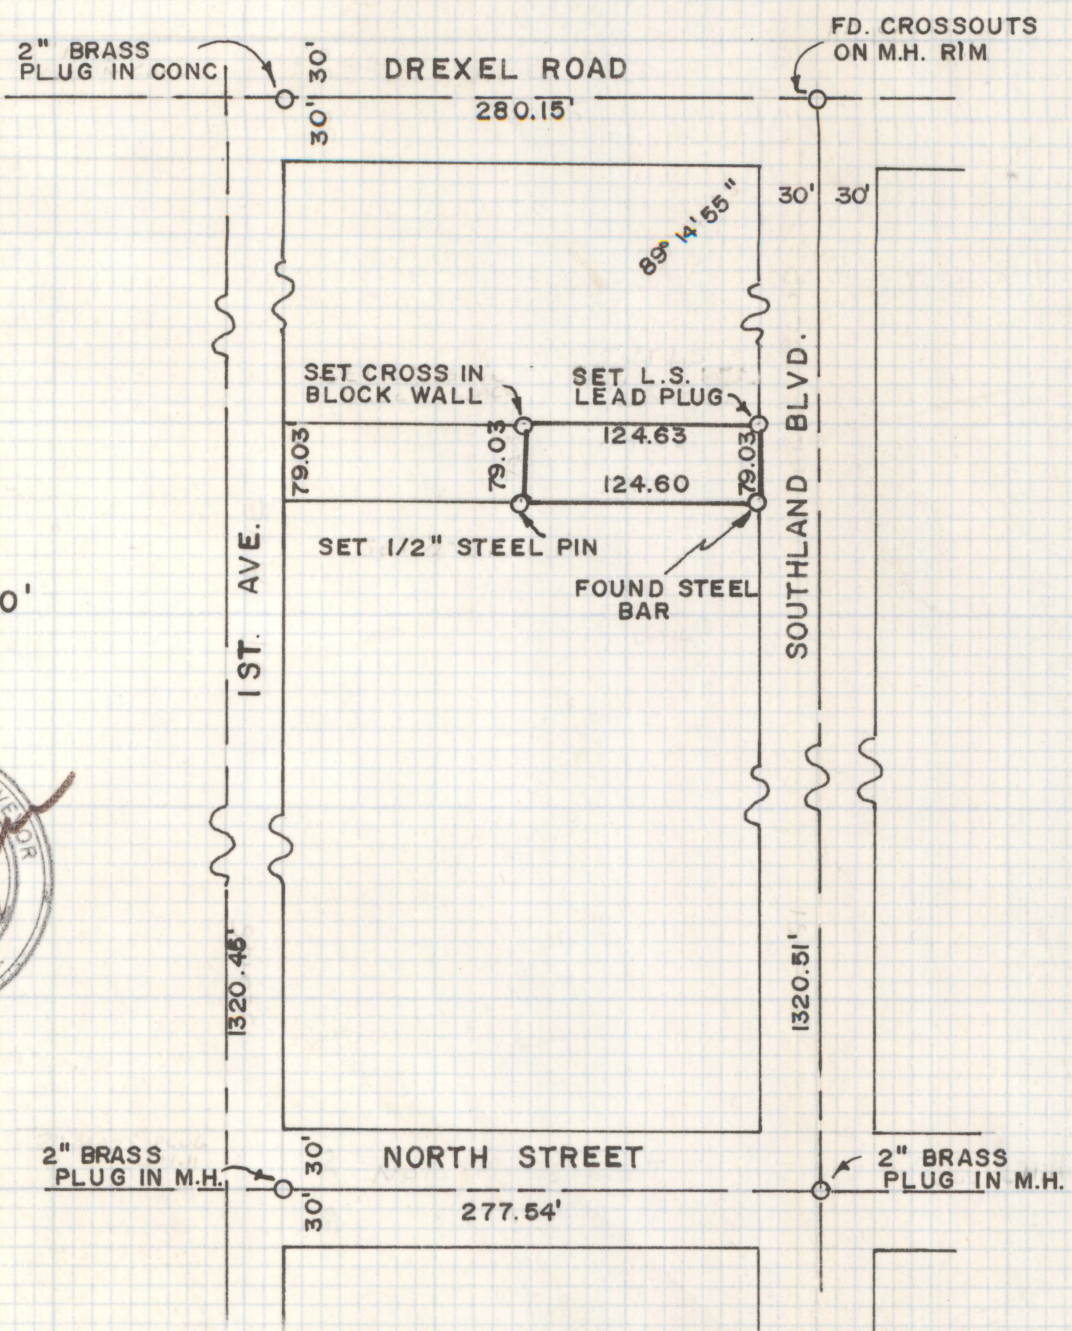 FD. CROSSOUTS
ON M.H. RIM
2" BRASS
PLUG IN CONC
30'
30'
DREXEL ROAD
280.15'
30' 30'
89° 14' 55"
SET CROSS IN
BLOCK WALL
SET L.S.
LEAD PLUG
79.03
79.03
124.63
124.60
79.03
SET 1/2" STEEL PIN
FOUND STEEL
BAR
1ST. AVE.
SOUTHLAND BLVD.
0'
VEYOR
1320.45'
1320.51'
2" BRASS
PLUG IN M.H.
30'
30'
NORTH STREET
277.54'
2" BRASS
PLUG IN M.H.